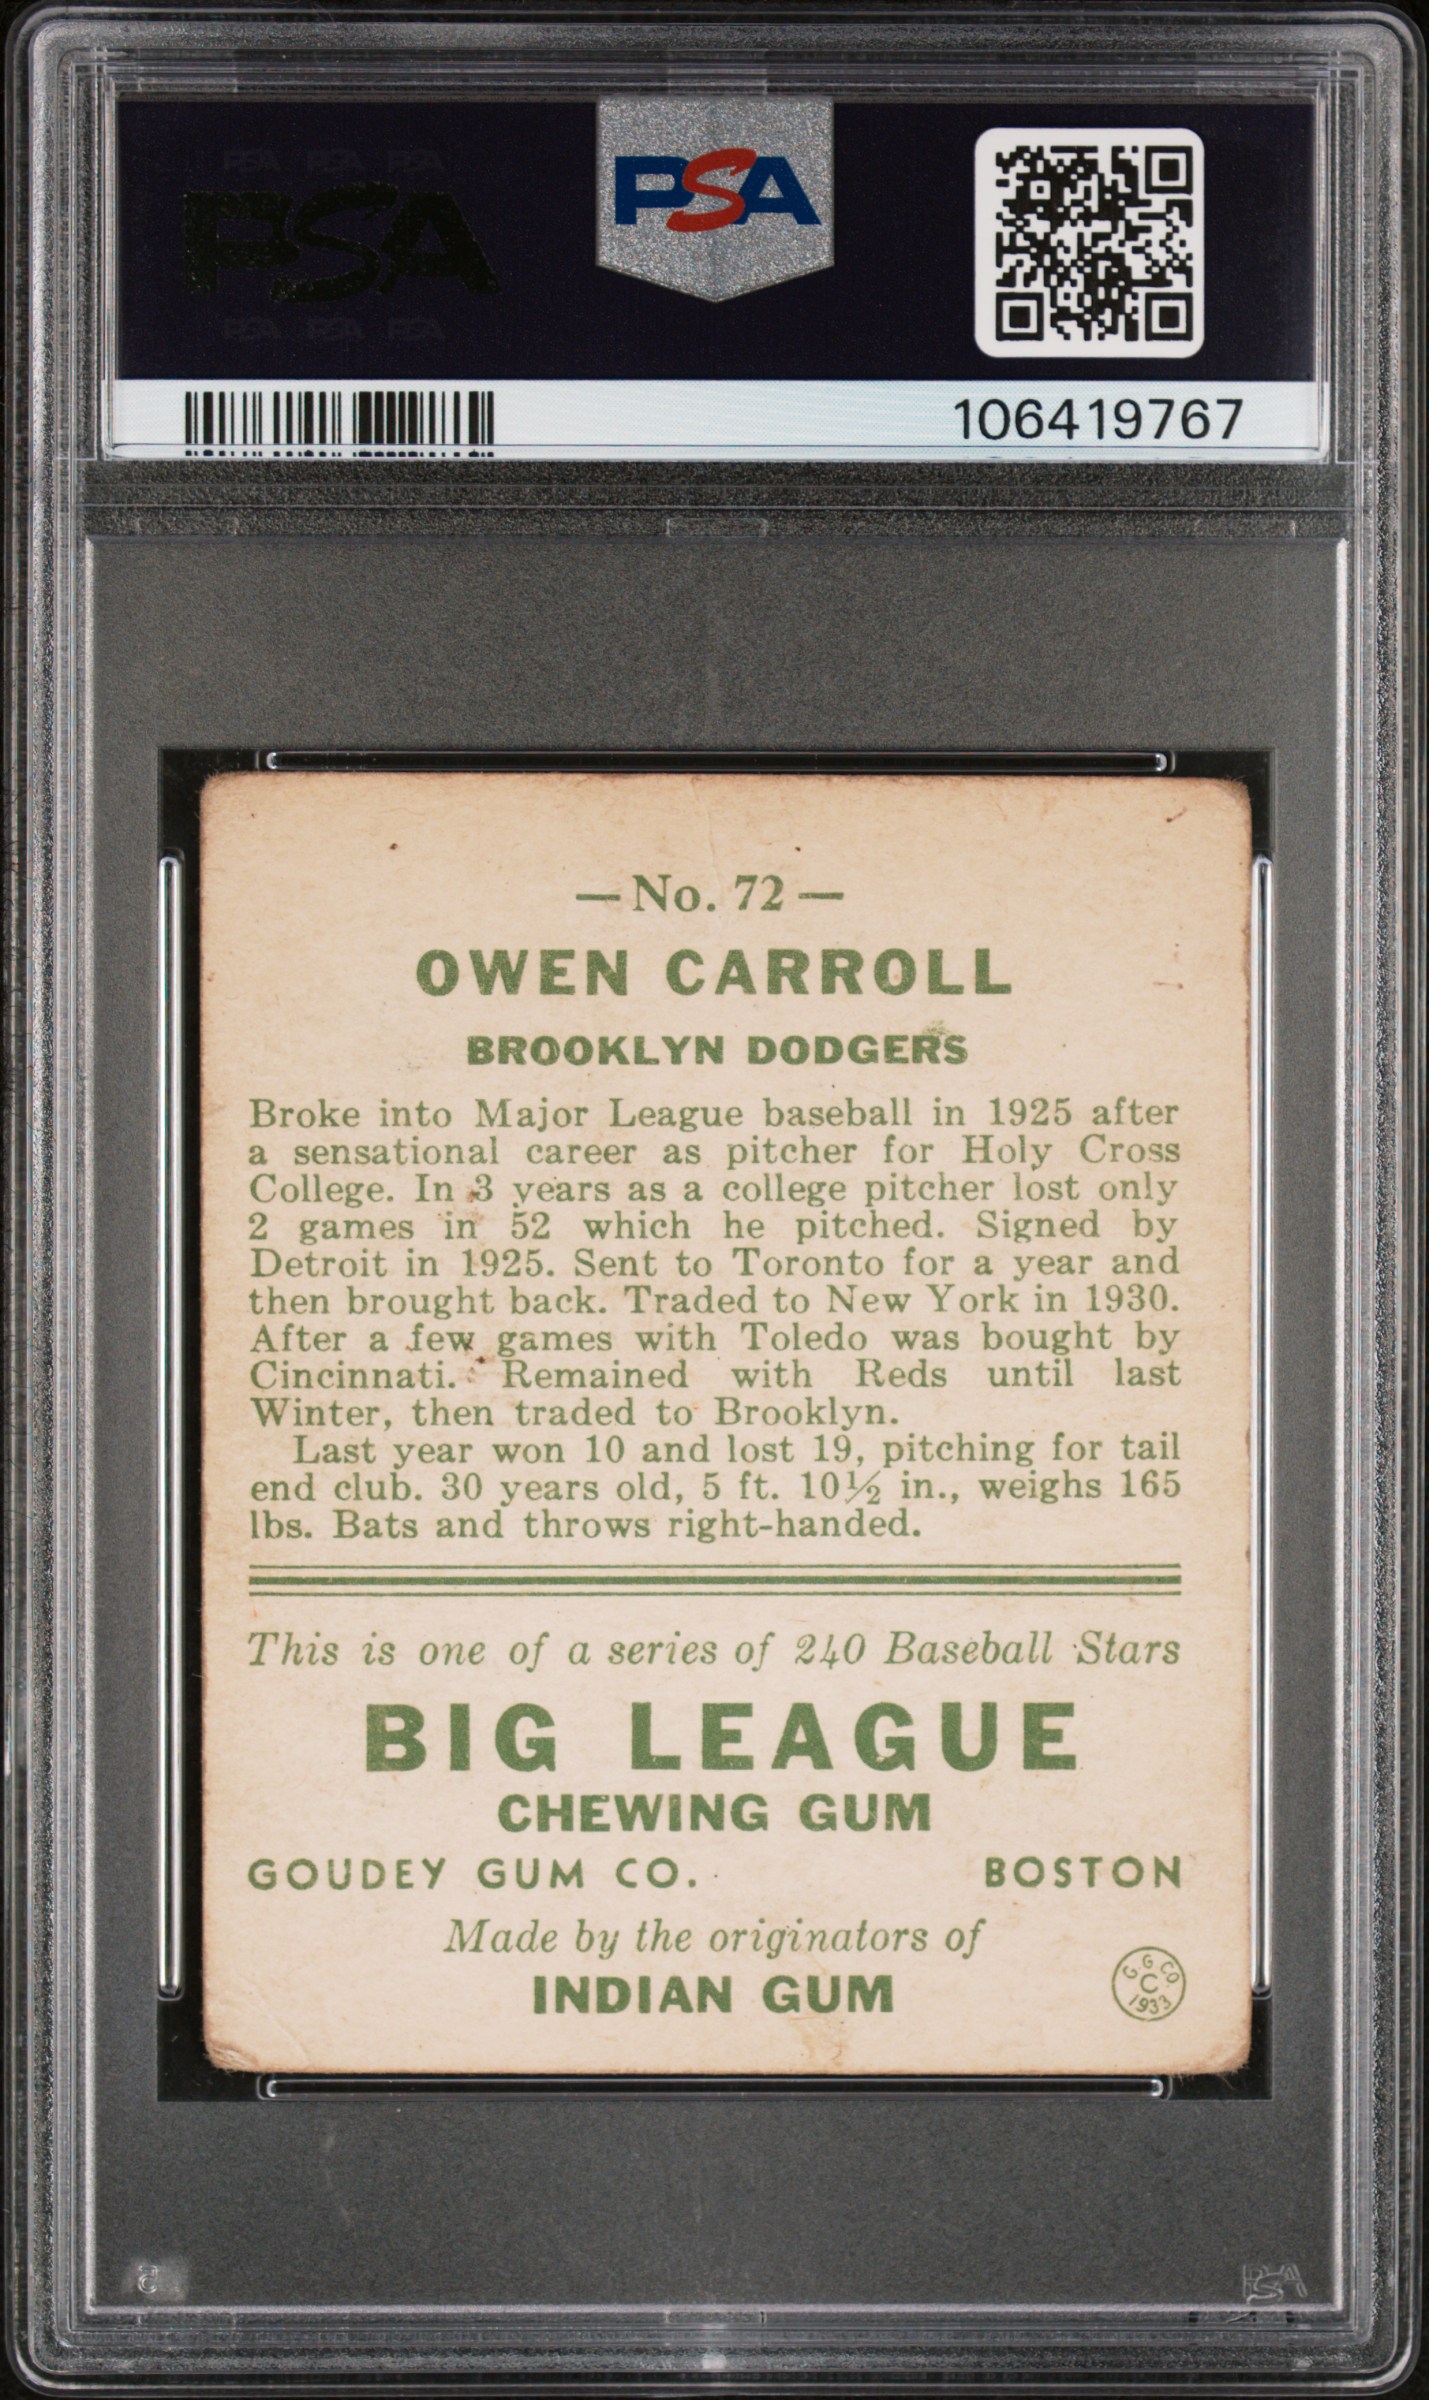 PSA PSA PSA
PSA
PSA PSA PSA
PSA
106419767
— No. 72 —
OWEN CARROLL
BROOKLYN DODGERS
Broke into Major League baseball in 1925 after
a sensational career as pitcher for Holy Cross
College. In 3 years as a college pitcher lost only
2 games in 52 which he pitched. Signed by
Detroit in 1925. Sent to Toronto for a year and
then brought back. Traded to New York in 1930.
After a few games with Toledo was bought by
Cincinnati. Remained with Reds until last
Winter, then traded to Brooklyn.
Last year won 10 and lost 19, pitching for tail
end club. 30 years old, 5 ft. 10½ in., weighs 165
lbs. Bats and throws right-handed.
This is one of a series of 240 Baseball Stars
BIG LEAGUE
CHEWING GUM
GOUDEY GUM CO. BOSTON
Made by the originators of
INDIAN GUM
G. G. CO.
C
1933
PSA